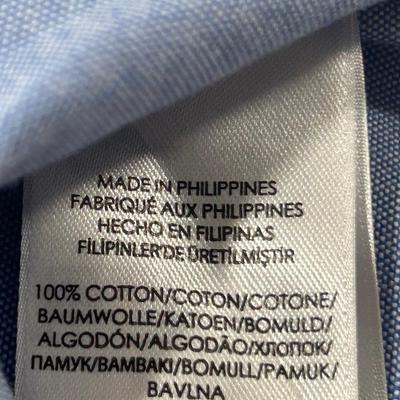 MADE IN PHILIPPINES
FABRIQUÉ AUX PHILIPPINES
HECHO EN FILIPINAS
FİLİPİNLER'DE ÜRETİLMİŞTİR
100% COTTON/COTON/COTONE/
BAUMWOLLE/KATOEN/BOMULD/
ALGODÓN/ALGODÃO/ХЛОПОК/
ПАМУК/ΒΑΜΒΑΚΙ/BOMULL/PAMUK/
BAVLNA